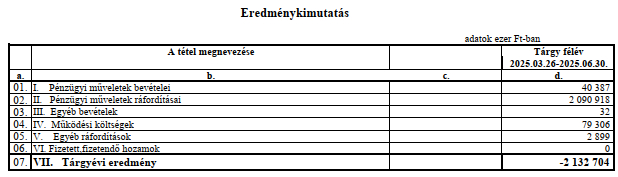 Eredménykimutatás
adatok ezer Ft-ban
A tétel megnevezése Tárgy félév
2025.03.26-2025.06.30.
a. b. c. d.
01. I. Pénzügyi műveletek bevételei 40 387
02. II. Pénzügyi műveletek ráfordításai 2 090 918
03. III. Egyéb bevételek 32
04. IV. Működési költségek 79 306
05. V. Egyéb ráfordítások 2 899
06. VI. Fizetett,fizetendő hozamok 0
07. VII. Tárgyévi eredmény -2 132 704